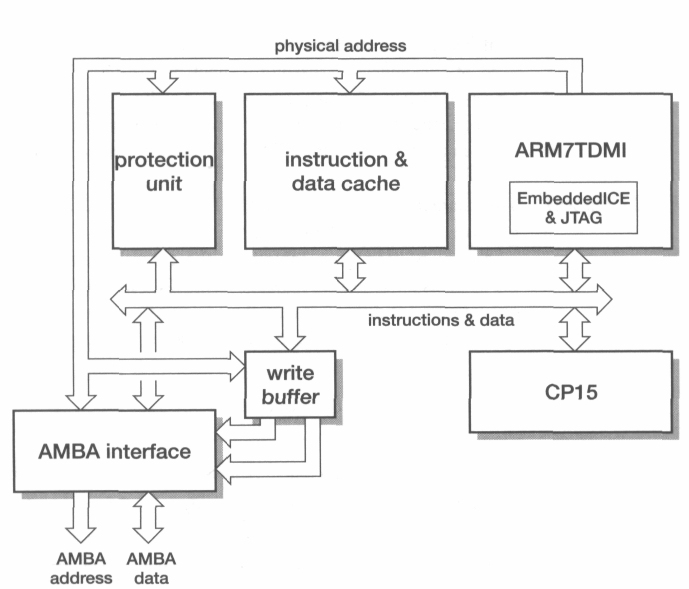 physical address
protection
unit
instruction &
data cache
ARM7TDMI
EmbeddedICE
& JTAG
instructions & data
write
buffer
CP15
AMBA interface
AMBA
address
AMBA
data